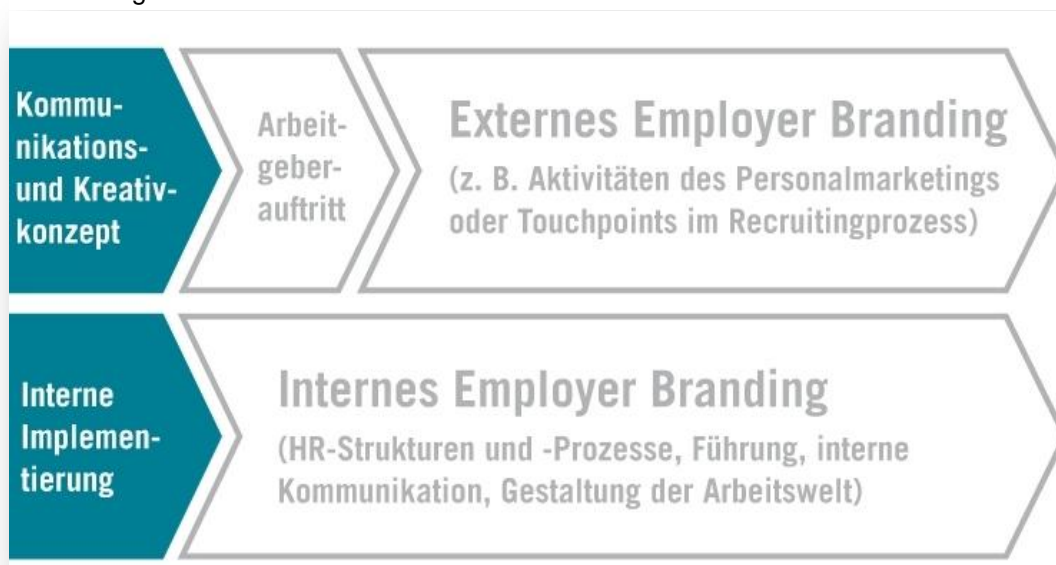 Kommu-
nikations-
und Kreativ-
konzept
Arbeit-
geber-
auftritt
Externes Employer Branding
(z. B. Aktivitäten des Personalmarketings
oder Touchpoints im Recruitingprozess)
Interne
Implemen-
tierung
Internes Employer Branding
(HR-Strukturen und -Prozesse, Führung, interne
Kommunikation, Gestaltung der Arbeitswelt)